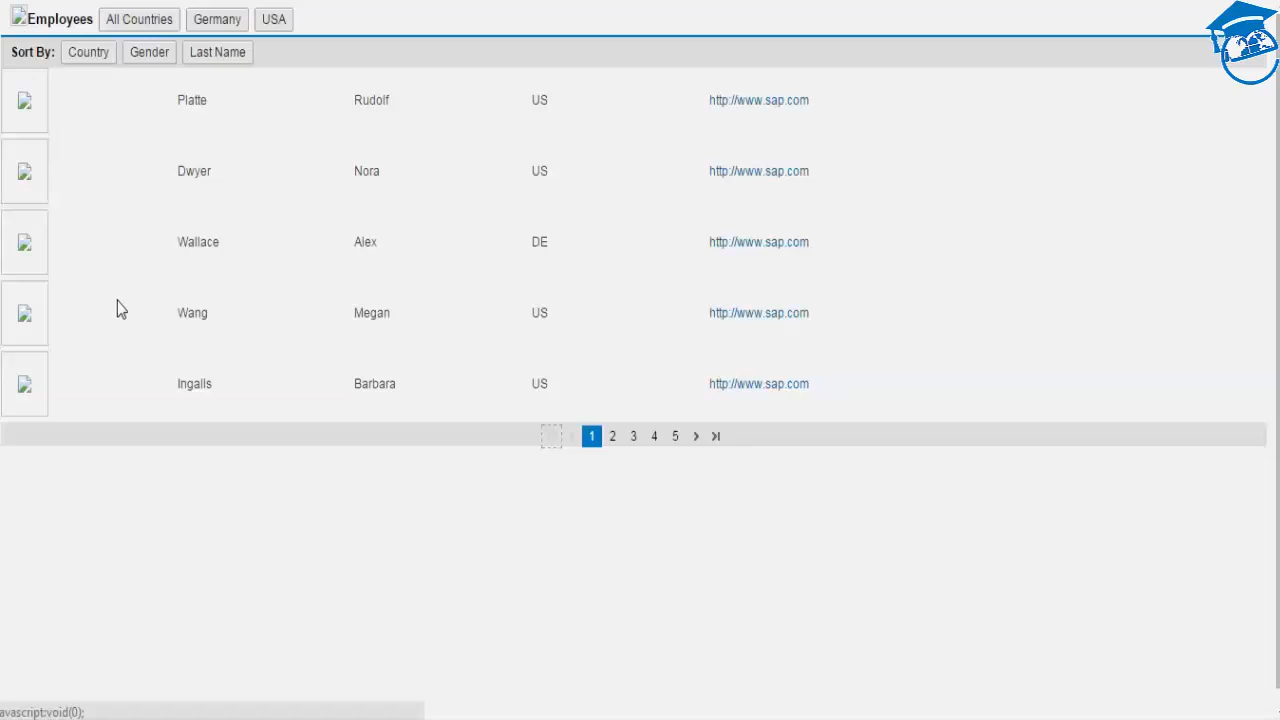 Employees All Countries Germany USA
Sort By: Country Gender Last Name
Platte Rudolf US http://www.sap.com
Dwyer Nora US http://www.sap.com
Wallace Alex DE http://www.sap.com
Wang Megan US http://www.sap.com
Ingalls Barbara US http://www.sap.com
1 2 3 4 5
avascript:void(0);